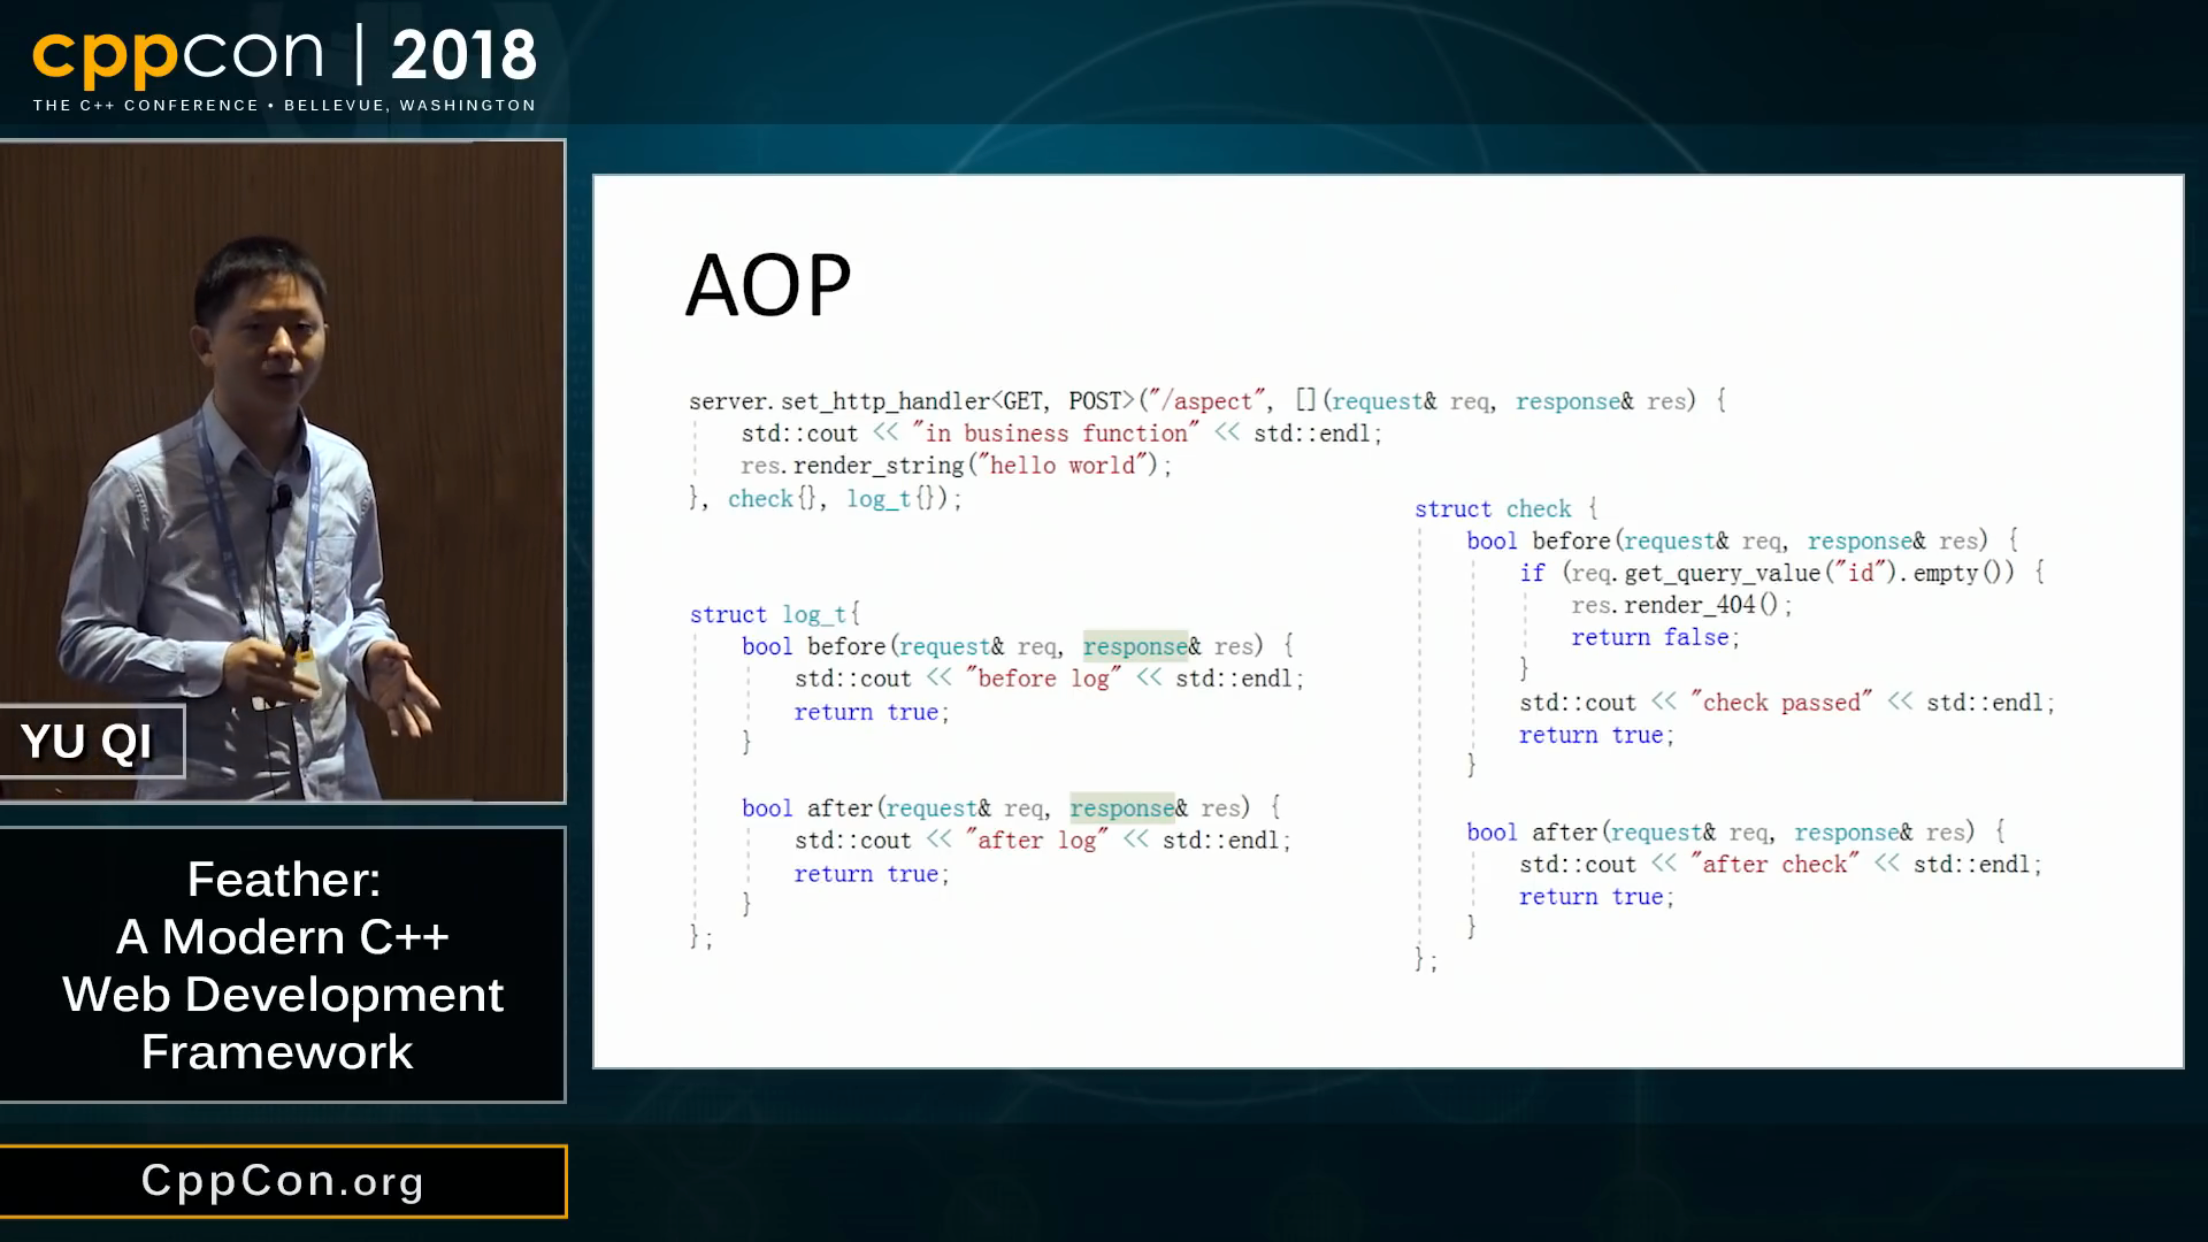 cppcon | 2018
THE C++ CONFERENCE • BELLEVUE, WASHINGTON
YU QI
Feather:
A Modern C++
Web Development
Framework
CppCon.org
AOP
server.set_http_handler<GET, POST>("/aspect", [](request& req, response& res) {
    std::cout << "in business function" << std::endl;
    res.render_string("hello world");
}, check{}, log_t{});
struct log_t{
    bool before(request& req, response& res) {
        std::cout << "before log" << std::endl;
        return true;
    }
    bool after(request& req, response& res) {
        std::cout << "after log" << std::endl;
        return true;
    }
};
struct check {
    bool before(request& req, response& res) {
        if (req.get_query_value("id").empty()) {
            res.render_404();
            return false;
        }
        std::cout << "check passed" << std::endl;
        return true;
    }
    bool after(request& req, response& res) {
        std::cout << "after check" << std::endl;
        return true;
    }
};